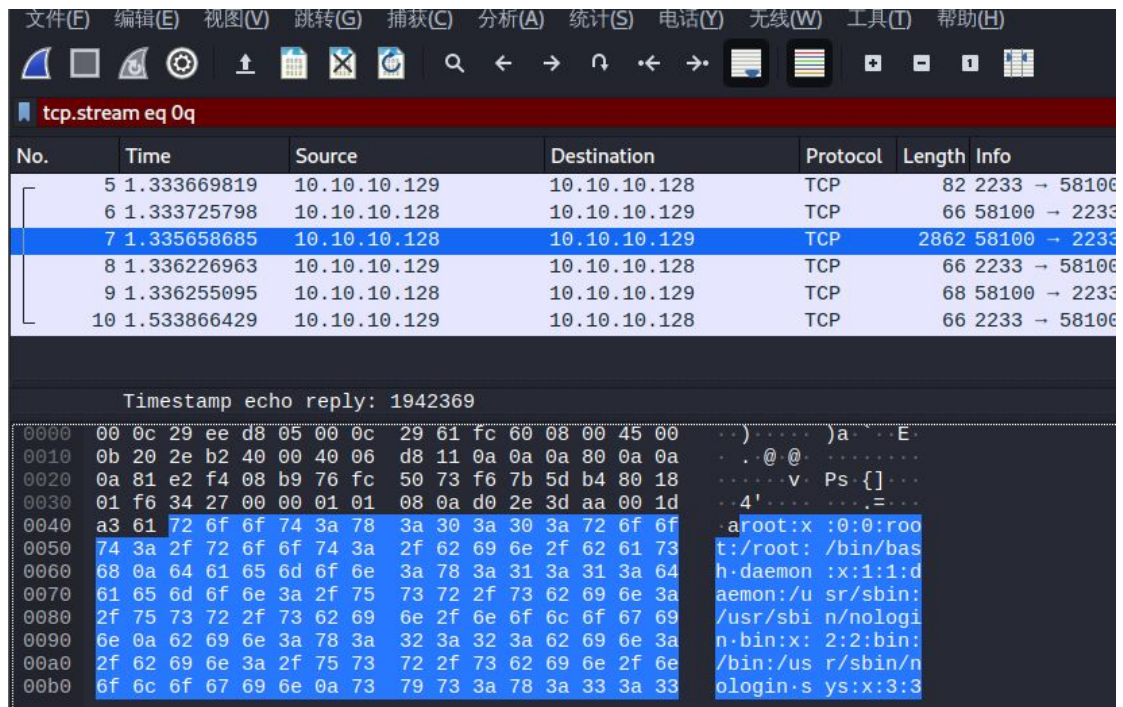 文件(F) 编辑(E) 视图(V) 跳转(G) 捕获(C) 分析(A) 统计(S) 电话(Y) 无线(W) 工具(T) 帮助(H)
tcp.stream eq 0q
No. Time Source Destination Protocol Length Info
5 1.333669819 10.10.10.129 10.10.10.128 TCP 82 2233 → 58100
6 1.333725798 10.10.10.128 10.10.10.129 TCP 66 58100 → 2233
7 1.335658685 10.10.10.128 10.10.10.129 TCP 2862 58100 → 2233
8 1.336226963 10.10.10.129 10.10.10.128 TCP 66 2233 → 58100
9 1.336255095 10.10.10.128 10.10.10.129 TCP 68 58100 → 2233
10 1.533866429 10.10.10.129 10.10.10.128 TCP 66 2233 → 58100
Timestamp echo reply: 1942369
0000 00 0c 29 ee d8 05 00 0c 29 61 fc 60 08 00 45 00 ··)····· )a·`··E·
0010 0b 20 2e b2 40 00 40 06 d8 11 0a 0a 0a 80 0a 0a · .·@·@· ········
0020 0a 81 e2 f4 08 b9 76 fc 50 73 f6 7b 5d b4 80 18 ······v· Ps·{]···
0030 01 f6 34 27 00 00 01 01 08 0a d0 2e 3d aa 00 1d ··4'···· ···.=···
0040 a3 61 72 6f 6f 74 3a 78 3a 30 3a 30 3a 72 6f 6f ·aroot:x :0:0:roo
0050 74 3a 2f 72 6f 6f 74 3a 2f 62 69 6e 2f 62 61 73 t:/root: /bin/bas
0060 68 0a 64 61 65 6d 6f 6e 3a 78 3a 31 3a 31 3a 64 h·daemon :x:1:1:d
0070 61 65 6d 6f 6e 3a 2f 75 73 72 2f 73 62 69 6e 3a aemon:/u sr/sbin:
0080 2f 75 73 72 2f 73 62 69 6e 2f 6e 6f 6c 6f 67 69 /usr/sbi n/nologi
0090 6e 0a 62 69 6e 3a 78 3a 32 3a 32 3a 62 69 6e 3a n·bin:x: 2:2:bin:
00a0 2f 62 69 6e 3a 2f 75 73 72 2f 73 62 69 6e 2f 6e /bin:/us r/sbin/n
00b0 6f 6c 6f 67 69 6e 0a 73 79 73 3a 78 3a 33 3a 33 ologin·s ys:x:3:3